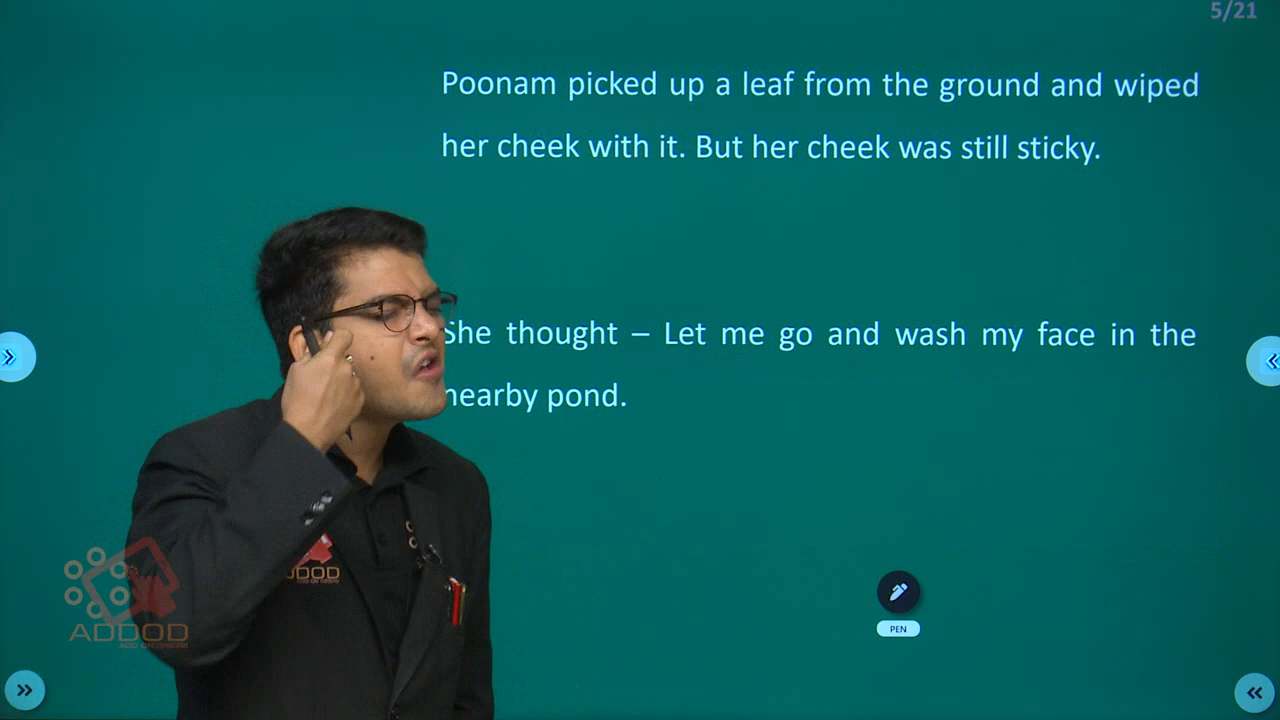 5/21
Poonam picked up a leaf from the ground and wiped
her cheek with it. But her cheek was still sticky.
She thought – Let me go and wash my face in the
nearby pond.
PEN
DDOD
ADDOD